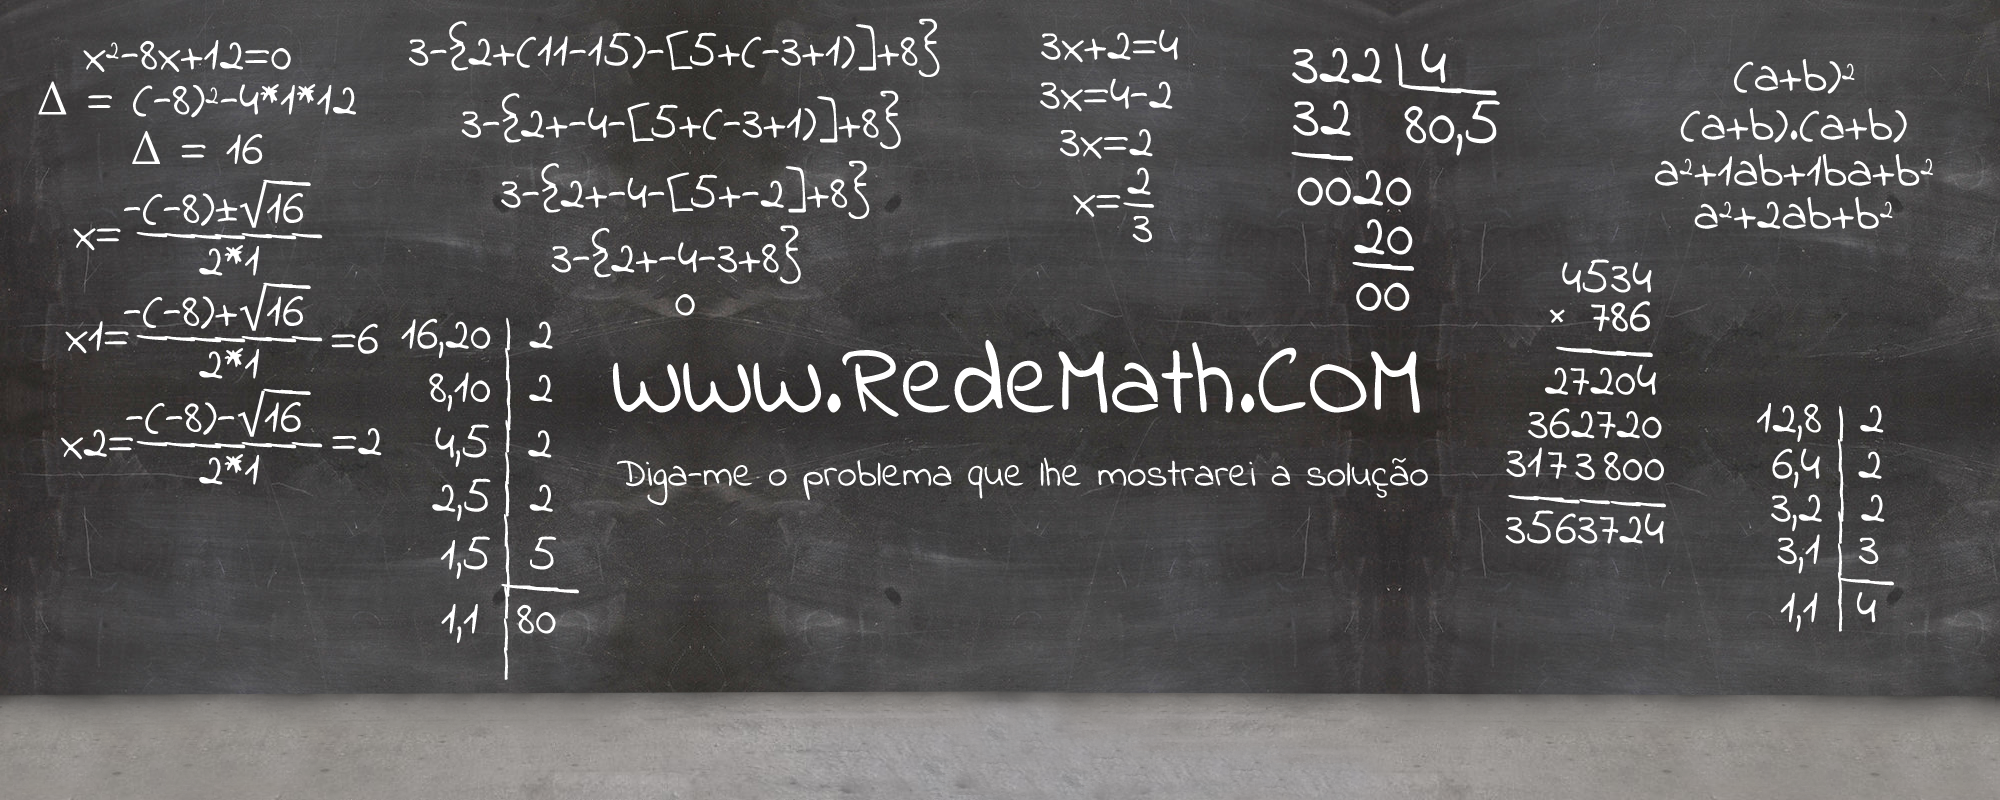 x²-8x+12=0
Δ = (-8)²-4*1*12
Δ = 16
x= -(-8)±√16
2*1
x1= -(-8)+√16 =6
2*1
x2= -(-8)-√16 =2
2*1
3-{2+(11-15)-[5+(-3+1)]+8}
3-{2+-4-[5+(-3+1)]+8}
3-{2+-4-[5+-2]+8}
3-{2+-4-3+8}
0
16,20 | 2
8,10 | 2
4,5 | 2
2,5 | 2
1,5 | 5
1,1 | 80
3x+2=4
3x=4-2
3x=2
x= 2
3
322 | 4
32 80,5
0020
20
00
(a+b)²
(a+b).(a+b)
a²+1ab+1ba+b²
a²+2ab+b²
www.RedeMath.CoM
Diga-me o problema que lhe mostrarei a solução
4534
× 786
27204
362720
3173800
3563724
12,8 | 2
6,4 | 2
3,2 | 2
3,1 | 3
1,1 | 4